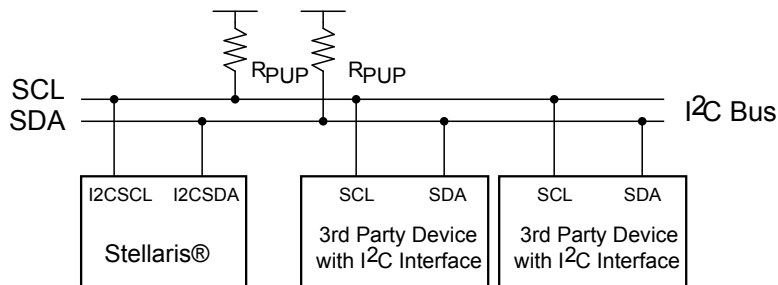 RPUP RPUP
SCL
SDA
I2C Bus
I2CSCL I2CSDA SCL SDA SCL SDA
Stellaris®
3rd Party Device
with I2C Interface
3rd Party Device
with I2C Interface